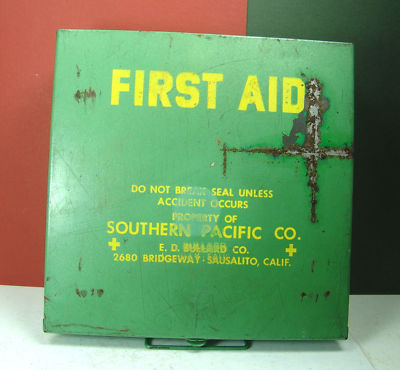 FIRST AID
DO NOT BREAK SEAL UNLESS
ACCIDENT OCCURS
PROPERTY OF
SOUTHERN PACIFIC CO.
E. D. BULLARD CO.
2680 BRIDGEWAY - SAUSALITO, CALIF.